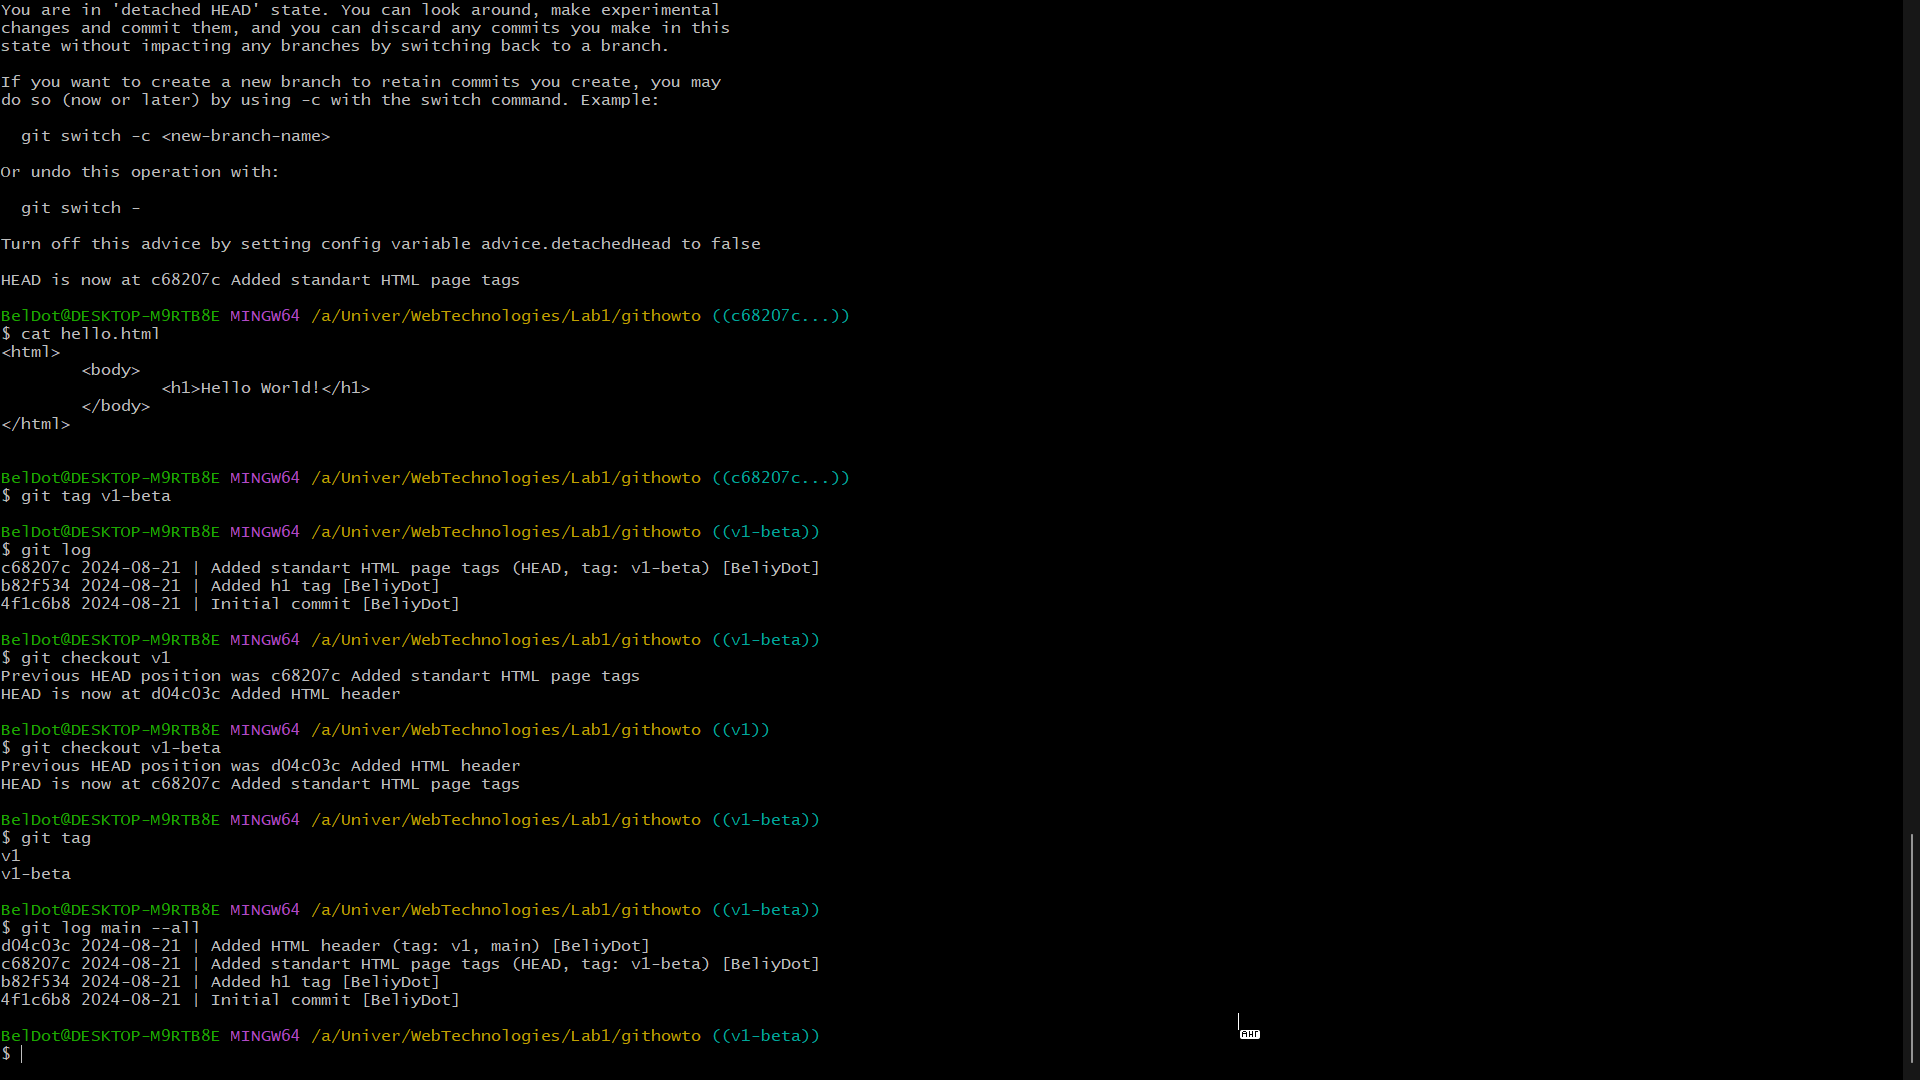 You are in 'detached HEAD' state. You can look around, make experimental
changes and commit them, and you can discard any commits you make in this
state without impacting any branches by switching back to a branch.
If you want to create a new branch to retain commits you create, you may
do so (now or later) by using -c with the switch command. Example:
git switch -c <new-branch-name>
Or undo this operation with:
git switch -
Turn off this advice by setting config variable advice.detachedHead to false
HEAD is now at c68207c Added standart HTML page tags
BelDot@DESKTOP-M9RTB8E MINGW64 /a/Univer/WebTechnologies/Lab1/githowto ((c68207c...))
$ cat hello.html
<html>
<body>
<h1>Hello World!</h1>
</body>
</html>
BelDot@DESKTOP-M9RTB8E MINGW64 /a/Univer/WebTechnologies/Lab1/githowto ((c68207c...))
$ git tag v1-beta
BelDot@DESKTOP-M9RTB8E MINGW64 /a/Univer/WebTechnologies/Lab1/githowto ((v1-beta))
$ git log
c68207c 2024-08-21 | Added standart HTML page tags (HEAD, tag: v1-beta) [BeliyDot]
b82f534 2024-08-21 | Added h1 tag [BeliyDot]
4f1c6b8 2024-08-21 | Initial commit [BeliyDot]
BelDot@DESKTOP-M9RTB8E MINGW64 /a/Univer/WebTechnologies/Lab1/githowto ((v1-beta))
$ git checkout v1
Previous HEAD position was c68207c Added standart HTML page tags
HEAD is now at d04c03c Added HTML header
BelDot@DESKTOP-M9RTB8E MINGW64 /a/Univer/WebTechnologies/Lab1/githowto ((v1))
$ git checkout v1-beta
Previous HEAD position was d04c03c Added HTML header
HEAD is now at c68207c Added standart HTML page tags
BelDot@DESKTOP-M9RTB8E MINGW64 /a/Univer/WebTechnologies/Lab1/githowto ((v1-beta))
$ git tag
v1
v1-beta
BelDot@DESKTOP-M9RTB8E MINGW64 /a/Univer/WebTechnologies/Lab1/githowto ((v1-beta))
$ git log main --all
d04c03c 2024-08-21 | Added HTML header (tag: v1, main) [BeliyDot]
c68207c 2024-08-21 | Added standart HTML page tags (HEAD, tag: v1-beta) [BeliyDot]
b82f534 2024-08-21 | Added h1 tag [BeliyDot]
4f1c6b8 2024-08-21 | Initial commit [BeliyDot]
BelDot@DESKTOP-M9RTB8E MINGW64 /a/Univer/WebTechnologies/Lab1/githowto ((v1-beta))
АНГ
$